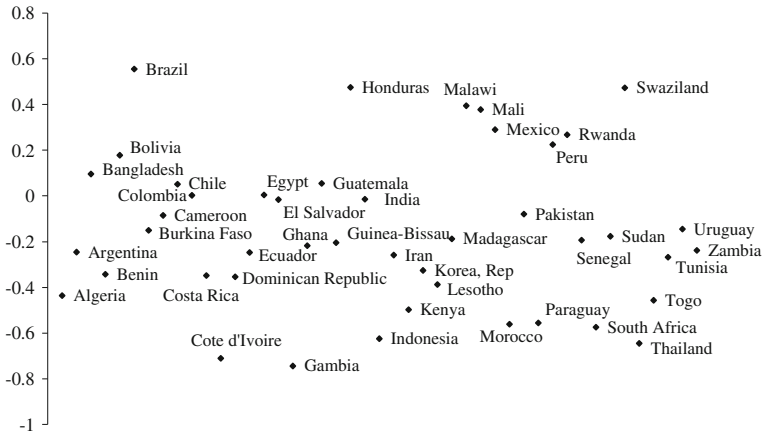 0.8
0.6
Brazil
Honduras
Malawi
Swaziland
0.4
Mali
Mexico
Rwanda
0.2
Bolivia
Peru
Bangladesh
Chile
Egypt
Guatemala
0
Colombia
India
Cameroon
El Salvador
Pakistan
Burkina Faso
Ghana
Guinea-Bissau
Madagascar
Sudan
Uruguay
-0.2
Argentina
Ecuador
Iran
Senegal
Zambia
Benin
Dominican Republic
Korea, Rep
Tunisia
-0.4
Algeria
Costa Rica
Lesotho
Togo
Kenya
Paraguay
-0.6
Cote d'Ivoire
Indonesia
Morocco
South Africa
Thailand
Gambia
-0.8
-1